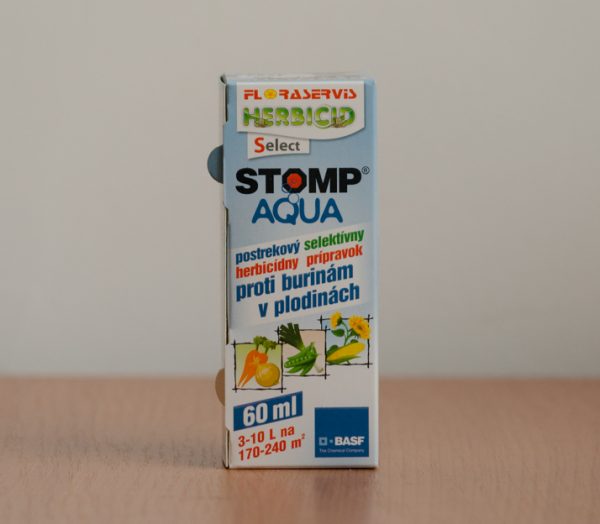 FLORASERVIS
HERBICID
Select
STOMP®
AQUA
postrekový selektívny
herbicídny prípravok
proti burinám
v plodinách
60 ml
3-10 L na
170-240 m²
BASF
The Chemical Company